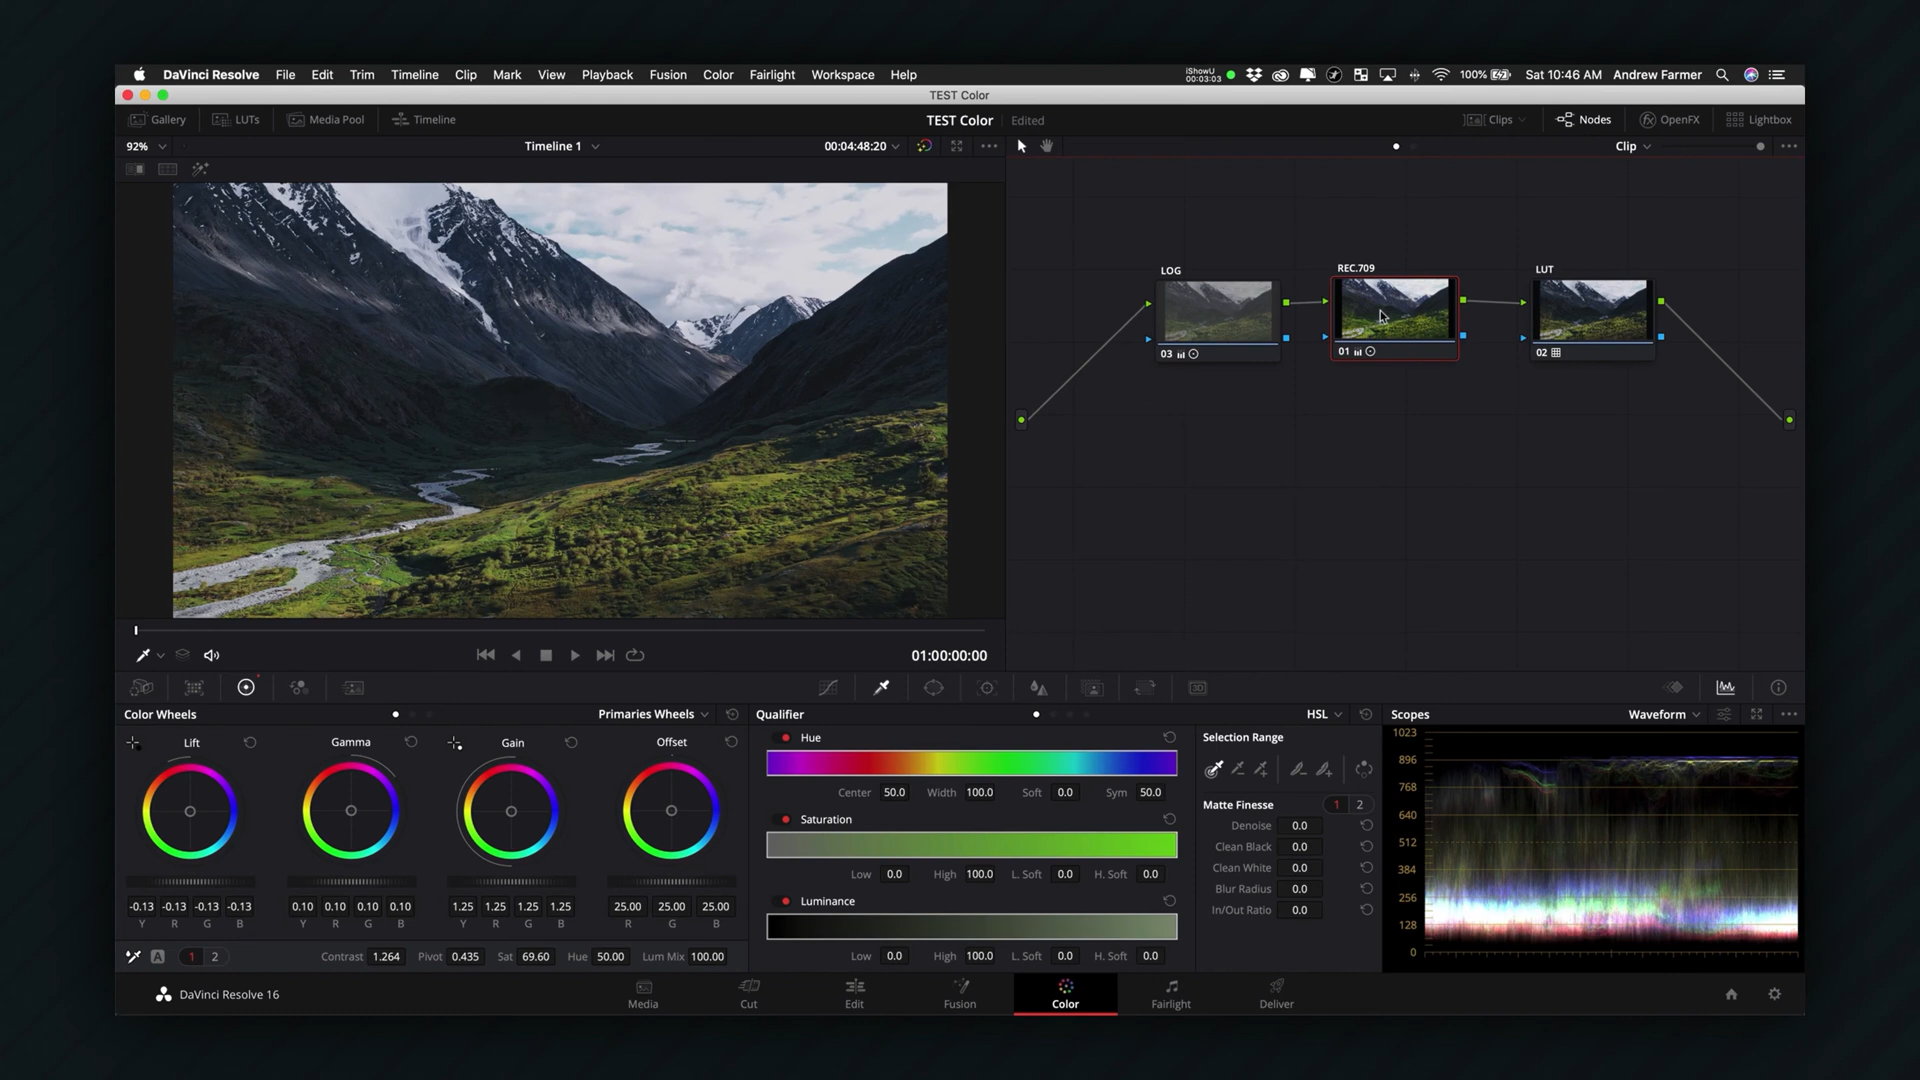 DaVinci Resolve File Edit Trim Timeline Clip Mark View Playback Fusion Color Fairlight Workspace Help iShowU 00:03:03 100% Sat 10:46 AM Andrew Farmer
TEST Color
Gallery LUTs Media Pool Timeline TEST Color Edited Clips Nodes OpenFX Lightbox
92% Timeline 1 00:04:48:20 Clip
LOG REC.709 LUT
03 01 02
01:00:00:00
3D
Color Wheels Primaries Wheels Qualifier HSL Scopes Waveform
Lift Gamma Gain Offset
-0.13 -0.13 -0.13 -0.13 0.10 0.10 0.10 0.10 1.25 1.25 1.25 1.25 25.00 25.00 25.00
Y R G B Y R G B Y R G B R G B
A 1 2 Contrast 1.264 Pivot 0.435 Sat 69.60 Hue 50.00 Lum Mix 100.00
Hue
Center 50.0 Width 100.0 Soft 0.0 Sym 50.0
Saturation
Low 0.0 High 100.0 L. Soft 0.0 H. Soft 0.0
Luminance
Low 0.0 High 100.0 L. Soft 0.0 H. Soft 0.0
Selection Range
Matte Finesse 1 2
Denoise 0.0
Clean Black 0.0
Clean White 0.0
Blur Radius 0.0
In/Out Ratio 0.0
1023
896
768
640
512
384
256
128
0
DaVinci Resolve 16 Media Cut Edit Fusion Color Fairlight Deliver